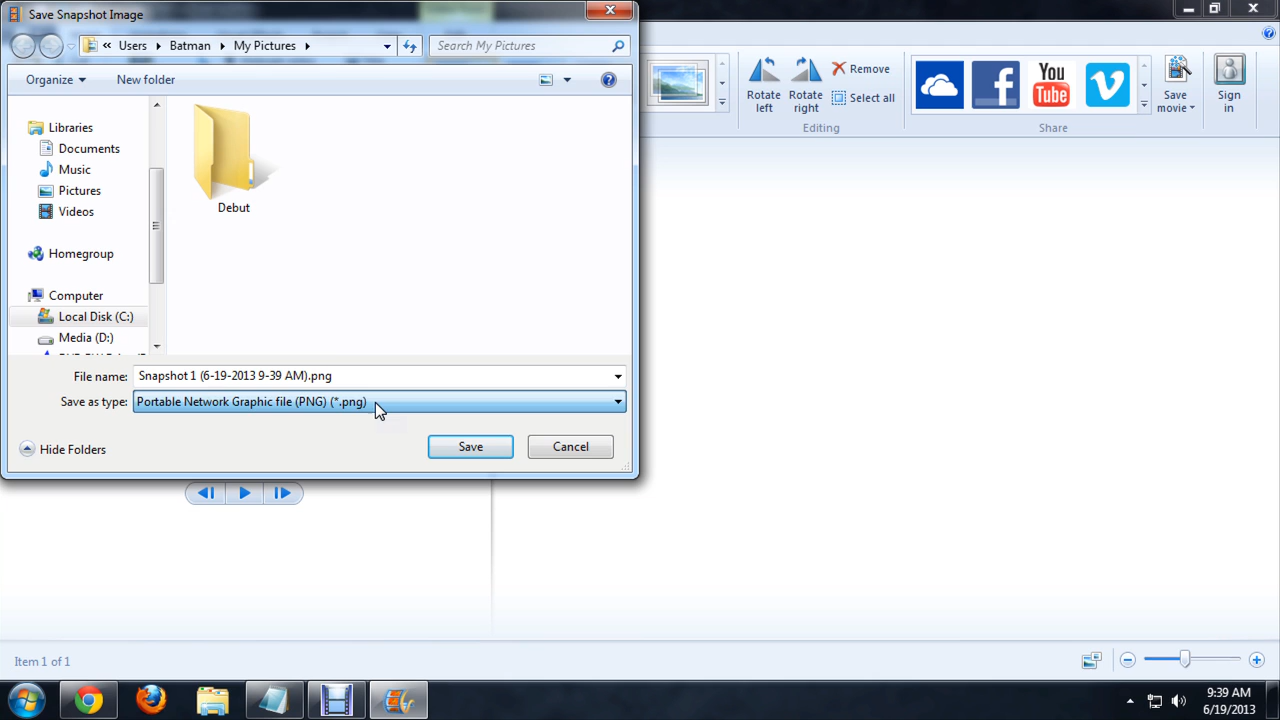 Save Snapshot Image
« Users Batman My Pictures
Search My Pictures
Organize
New folder
Libraries
Documents
Music
Pictures
Videos
Homegroup
Computer
Local Disk (C:)
Media (D:)
Debut
File name: Snapshot 1 (6-19-2013 9-39 AM).png
Save as type: Portable Network Graphic file (PNG) (*.png)
Hide Folders
Save
Cancel
Rotate left
Rotate right
Remove
Select all
Editing
You Tube
Share
Save movie
Sign in
Item 1 of 1
9:39 AM
6/19/2013